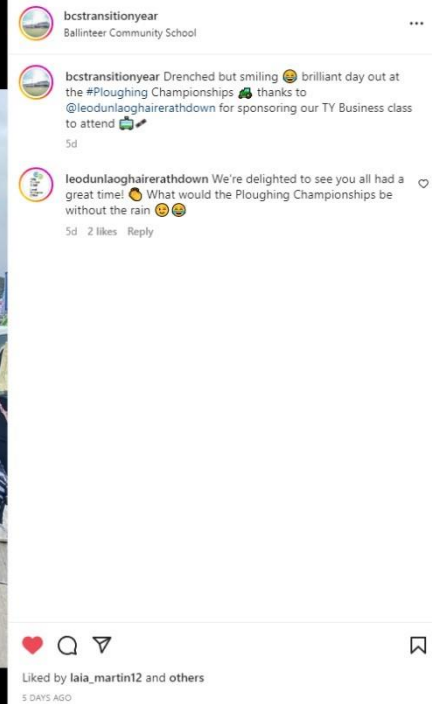 bcstransitionyear
Ballinteer Community School
bcstransitionyear Drenched but smiling 😂 brilliant day out at
the #Ploughing Championships 🚜 thanks to
@leodunlaoghairerathdown for sponsoring our TY Business class
to attend
5d
leodunlaoghairerathdown We're delighted to see you all had a
great time! 👏 What would the Ploughing Championships be
without the rain 😉😂
5d 2 likes Reply
Liked by laia_martin12 and others
5 DAYS AGO